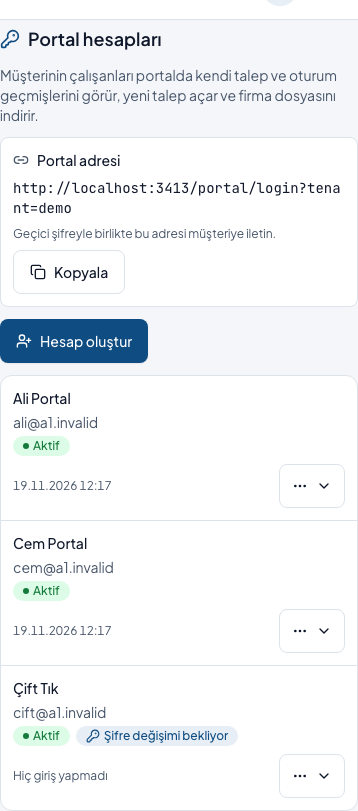 Portal hesapları
Müşterinin çalışanları portalda kendi talep ve oturum
geçmişlerini görür, yeni talep açar ve firma dosyasını
indirir.
Portal adresi
http://localhost:3413/portal/login?tena
nt=demo
Geçici şifreyle birlikte bu adresi müşteriye iletin.
Kopyala
Hesap oluştur
Ali Portal
ali@a1.invalid
Aktif
19.11.2026 12:17
Cem Portal
cem@a1.invalid
Aktif
19.11.2026 12:17
Çift Tık
cift@a1.invalid
Aktif Şifre değişimi bekliyor
Hiç giriş yapmadı